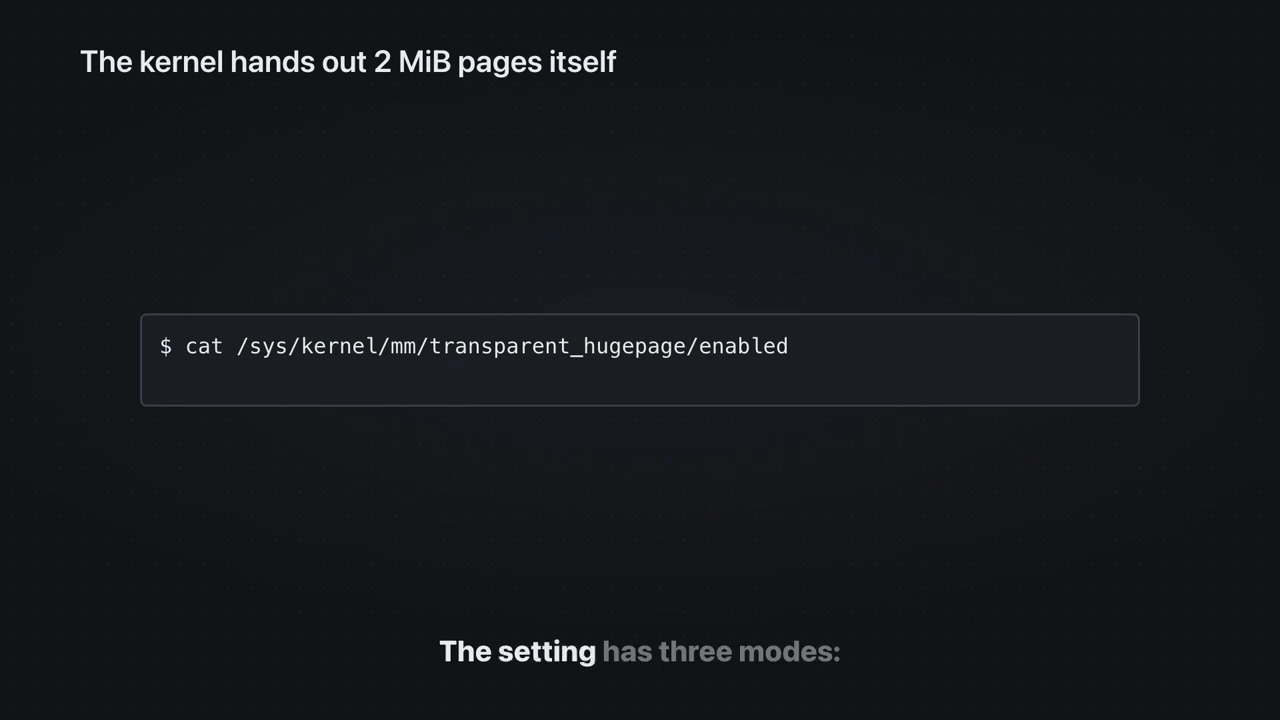 The kernel hands out 2 MiB pages itself
$ cat /sys/kernel/mm/transparent_hugepage/enabled
The setting has three modes: